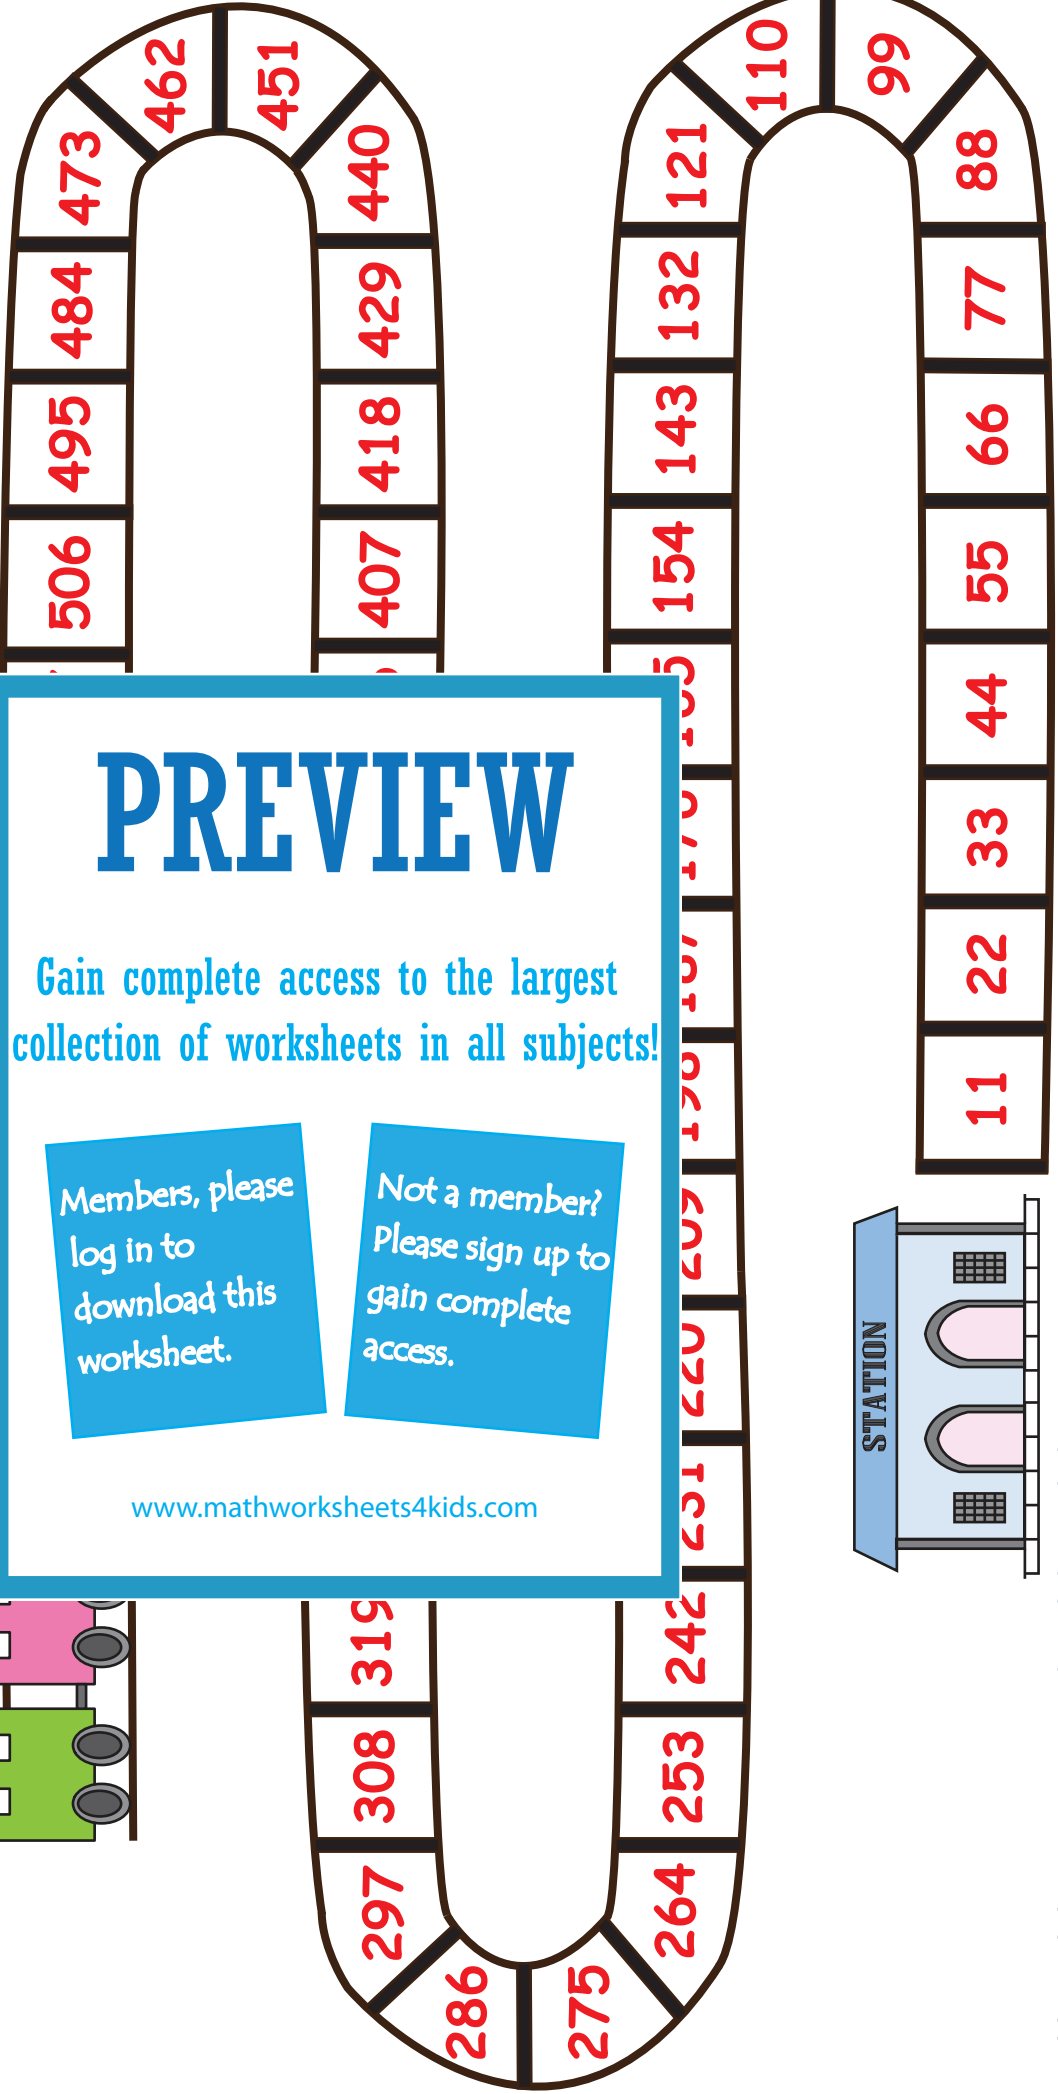 11
22
33
44
55
66
77
88
99
110
121
132
143
154
242
253
264
275
286
297
308
319
407
418
429
440
451
462
473
484
495
506
STATION
PREVIEW
Gain complete access to the largest
collection of worksheets in all subjects!
Members, please
log in to
download this
worksheet.
Not a member?
Please sign up to
gain complete
access.
www.mathworksheets4kids.com